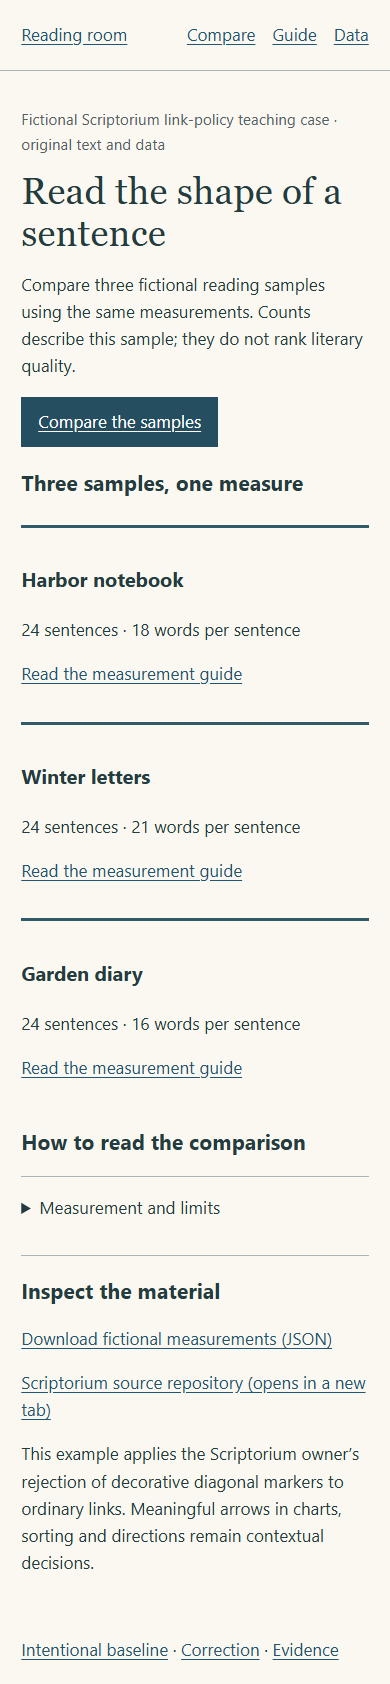 Reading room Compare Guide Data
Fictional Scriptorium link-policy teaching case ·
original text and data
Read the shape of a
sentence
Compare three fictional reading samples
using the same measurements. Counts
describe this sample; they do not rank literary
quality.
Compare the samples
Three samples, one measure
Harbor notebook
24 sentences · 18 words per sentence
Read the measurement guide
Winter letters
24 sentences · 21 words per sentence
Read the measurement guide
Garden diary
24 sentences · 16 words per sentence
Read the measurement guide
How to read the comparison
Measurement and limits
Inspect the material
Download fictional measurements (JSON)
Scriptorium source repository (opens in a new
tab)
This example applies the Scriptorium owner’s
rejection of decorative diagonal markers to
ordinary links. Meaningful arrows in charts,
sorting and directions remain contextual
decisions.
Intentional baseline · Correction · Evidence